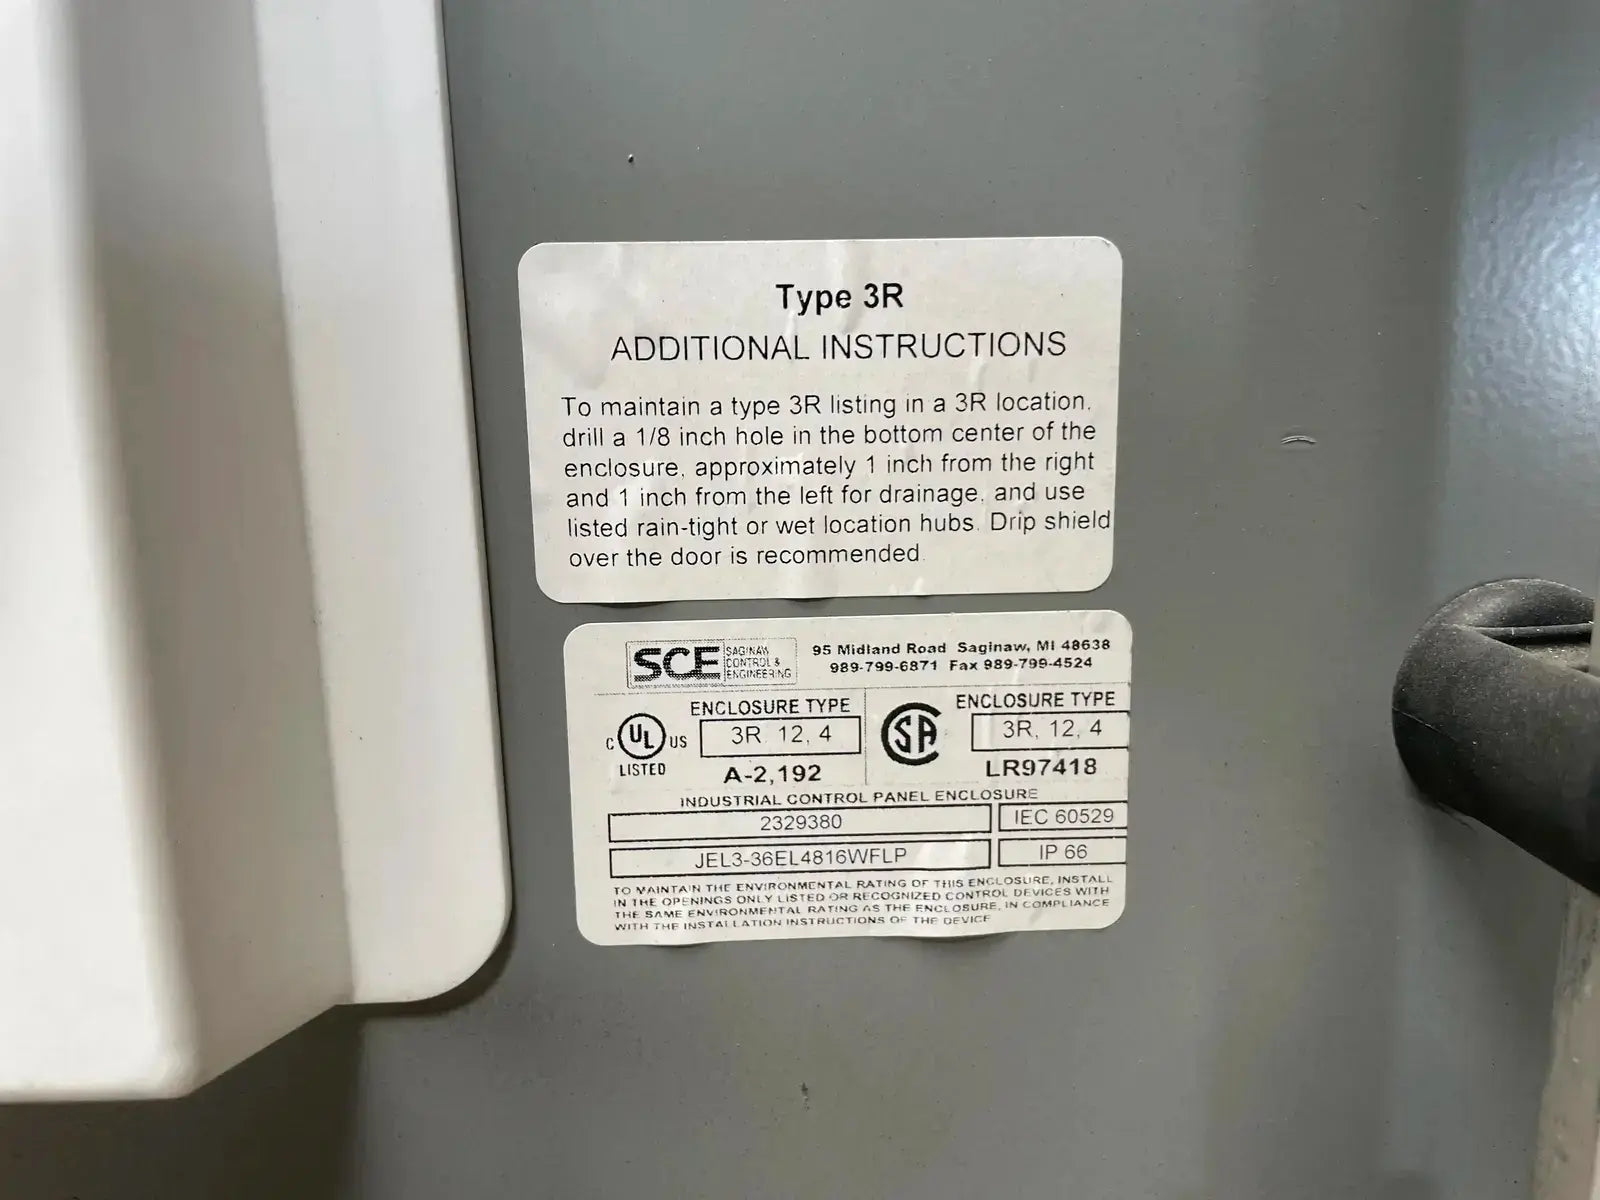 Type 3R
ADDITIONAL INSTRUCTIONS
To maintain a type 3R listing in a 3R location,
drill a 1/8 inch hole in the bottom center of the
enclosure, approximately 1 inch from the right
and 1 inch from the left for drainage, and use
listed rain-tight or wet location hubs. Drip shield
over the door is recommended.
SCE SAGINAW CONTROL & ENGINEERING
95 Midland Road Saginaw, MI 48638
989-799-6871 Fax 989-799-4524
C UL US LISTED
ENCLOSURE TYPE
3R, 12, 4
A-2,192
SA
ENCLOSURE TYPE
3R, 12, 4
LR97418
INDUSTRIAL CONTROL PANEL ENCLOSURE
2329380 IEC 60529
JEL3-36EL4816WFLP IP 66
TO MAINTAIN THE ENVIRONMENTAL RATING OF THIS ENCLOSURE, INSTALL
IN THE OPENINGS ONLY LISTED OR RECOGNIZED CONTROL DEVICES WITH
THE SAME ENVIRONMENTAL RATING AS THE ENCLOSURE, IN COMPLIANCE
WITH THE INSTALLATION INSTRUCTIONS OF THE DEVICE